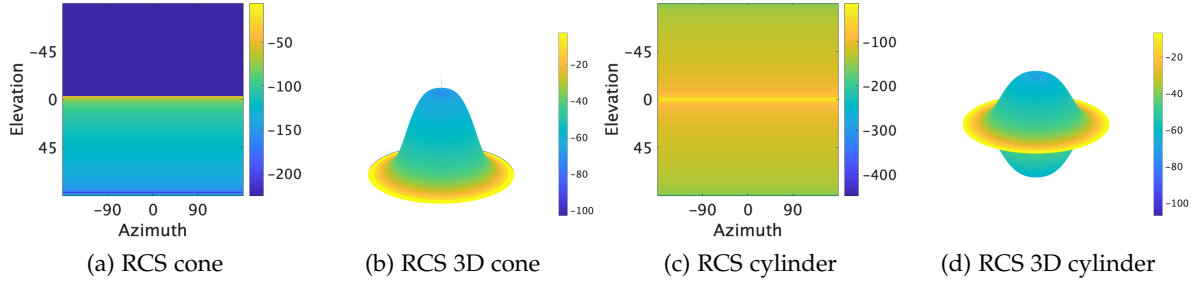 -45
0
45
Elevation
-90 0 90
Azimuth
-50
-100
-150
-200
(a) RCS cone
-20
-40
-60
-80
-100
(b) RCS 3D cone
-45
0
45
Elevation
-90 0 90
Azimuth
-100
-200
-300
-400
(c) RCS cylinder
-20
-40
-60
-80
-100
(d) RCS 3D cylinder